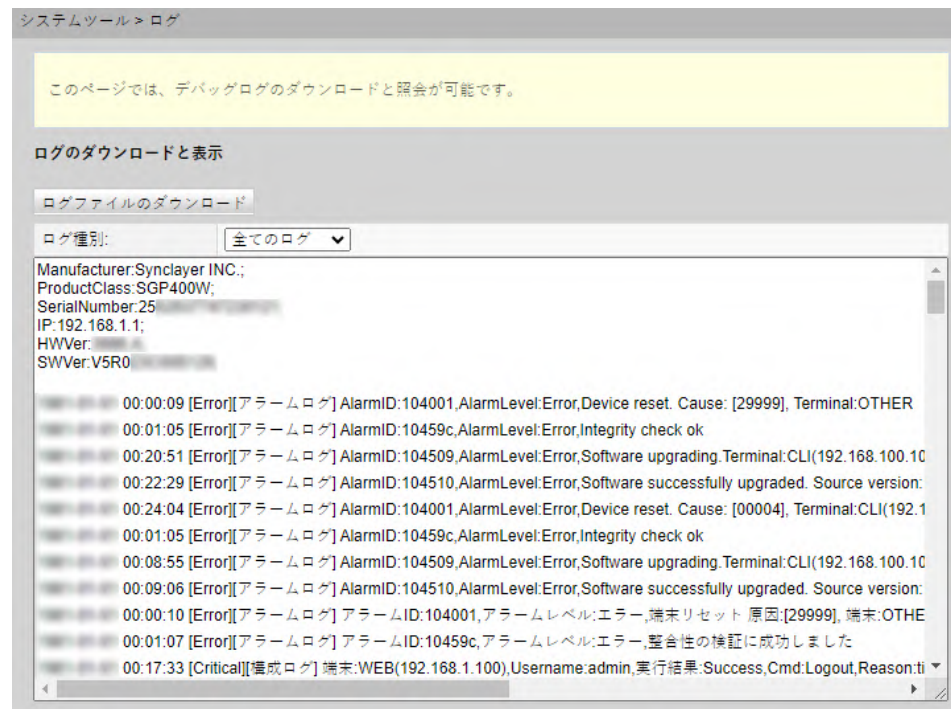 システムツール > ログ
このページでは、デバッグログのダウンロードと照会が可能です。
ログのダウンロードと表示
ログファイルのダウンロード
ログ種別: 全てのログ
Manufacturer:Synclayer INC.;
ProductClass:SGP400W;
SerialNumber:25
IP:192.168.1.1;
HWVer:
SWVer:V5R0
00:00:09 [Error][アラームログ] AlarmID:104001,AlarmLevel:Error,Device reset. Cause: [29999], Terminal:OTHER
00:01:05 [Error][アラームログ] AlarmID:10459c,AlarmLevel:Error,Integrity check ok
00:20:51 [Error][アラームログ] AlarmID:104509,AlarmLevel:Error,Software upgrading.Terminal:CLI(192.168.100.10
00:22:29 [Error][アラームログ] AlarmID:104510,AlarmLevel:Error,Software successfully upgraded. Source version:
00:24:04 [Error][アラームログ] AlarmID:104001,AlarmLevel:Error,Device reset. Cause: [00004], Terminal:CLI(192.1
00:01:05 [Error][アラームログ] AlarmID:10459c,AlarmLevel:Error,Integrity check ok
00:08:55 [Error][アラームログ] AlarmID:104509,AlarmLevel:Error,Software upgrading.Terminal:CLI(192.168.100.10
00:09:06 [Error][アラームログ] AlarmID:104510,AlarmLevel:Error,Software successfully upgraded. Source version:
00:00:10 [Error][アラームログ] アラームID:104001,アラームレベル:エラー,端末リセット 原因:[29999], 端末:OTHE
00:01:07 [Error][アラームログ] アラームID:10459c,アラームレベル:エラー,整合性の検証に成功しました
00:17:33 [Critical][構成ログ] 端末:WEB(192.168.1.100),Username:admin,実行結果:Success,Cmd:Logout,Reason:ti